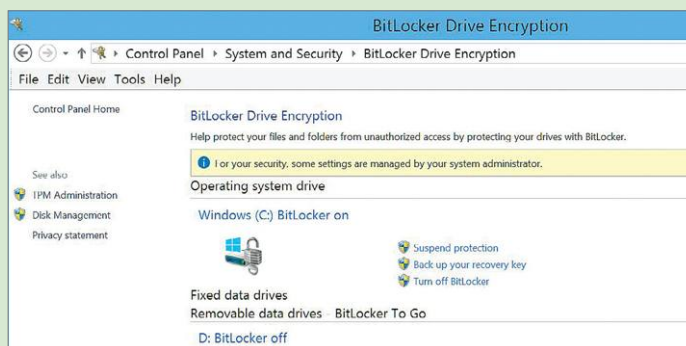 BitLocker Drive Encryption
Control Panel System and Security BitLocker Drive Encryption
File Edit View Tools Help
Control Panel Home
BitLocker Drive Encryption
Help protect your files and folders from unauthorized access by protecting your drives with BitLocker.
I or your security, some settings are managed by your system administrator.
Operating system drive
See also
TPM Administration
Disk Management
Privacy statement
Windows (C:) BitLocker on
Suspend protection
Back up your recovery key
Turn off BitLocker
Fixed data drives
Removable data drives BitLocker To Go
D: BitLocker off